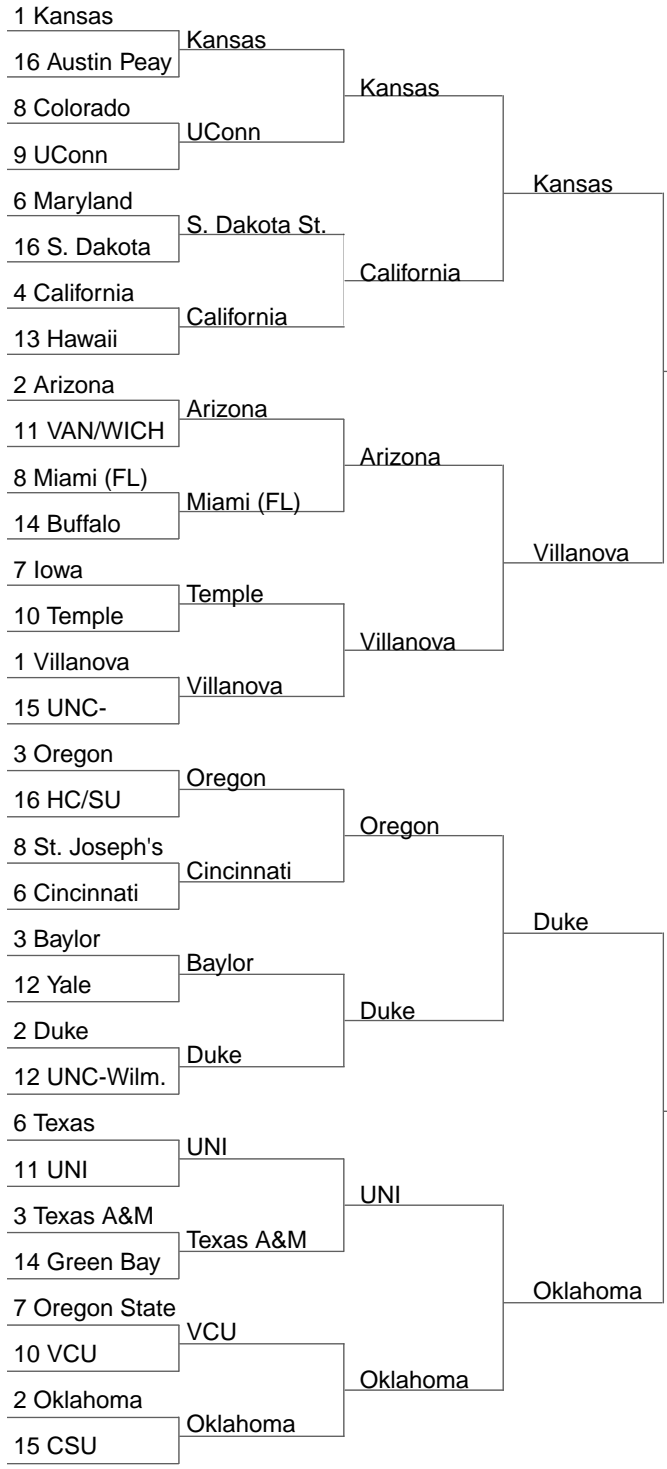 1 Kansas
16 Austin Peay
8 Colorado
9 UConn
6 Maryland
16 S. Dakota
4 California
13 Hawaii
2 Arizona
11 VAN/WICH
8 Miami (FL)
14 Buffalo
7 Iowa
10 Temple
1 Villanova
15 UNC-
3 Oregon
16 HC/SU
8 St. Joseph's
6 Cincinnati
3 Baylor
12 Yale
2 Duke
12 UNC-Wilm.
6 Texas
11 UNI
3 Texas A&M
14 Green Bay
7 Oregon State
10 VCU
2 Oklahoma
15 CSU
Kansas
UConn
S. Dakota St.
California
Arizona
Miami (FL)
Temple
Villanova
Oregon
Cincinnati
Baylor
Duke
UNI
Texas A&M
VCU
Oklahoma
Kansas
California
Arizona
Villanova
Oregon
Duke
UNI
Oklahoma
Kansas
Villanova
Duke
Oklahoma